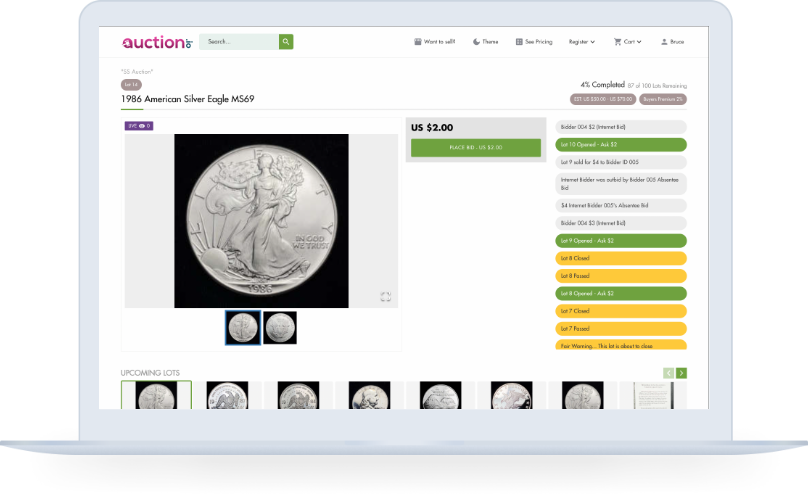 auction
Search...
Want to sell?
Theme
See Pricing
Register
Cart
Bruce
"SS Auction"
Lot 14
1986 American Silver Eagle MS69
4% Completed 87 of 100 Lots Remaining
EST US $30.00 - US $70.00
Buyers Premium 2%
LIVE 0
US $2.00
PLACE BID - US $2.00
IN GOD
WE TRUST
1986
Bidder 004 $2 (Internet Bid)
Lot 10 Opened - Ask $2
Lot 9 sold for $4 to Bidder ID 005
Internet Bidder was outbid by Bidder 005 Absentee
Bid
$4 Internet Bidder 005's Absentee Bid
Bidder 004 $3 (Internet Bid)
Lot 9 Opened - Ask $2
Lot 8 Closed
Lot 8 Passed
Lot 8 Opened - Ask $2
Lot 7 Closed
Lot 7 Passed
Fair Warning... This lot is about to close
UPCOMING LOTS